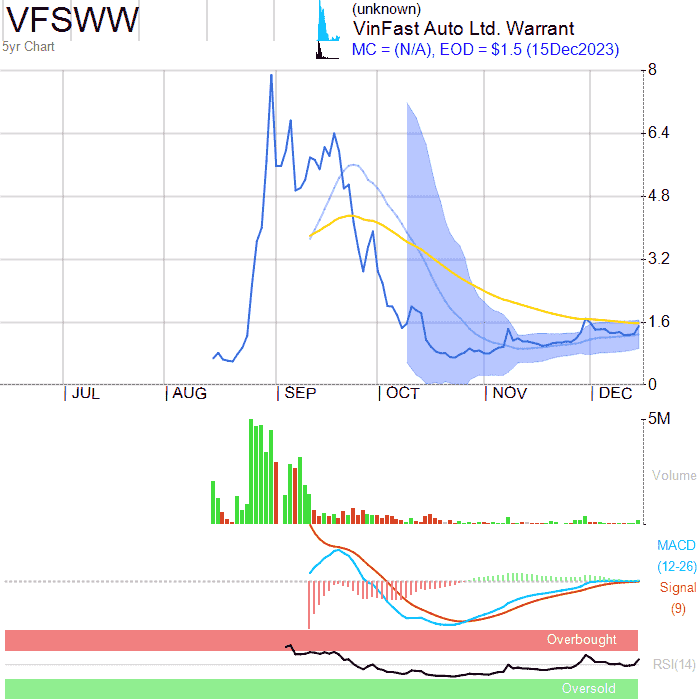 VFSWW
5yr Chart
(unknown)
VinFast Auto Ltd. Warrant
MC = (N/A), EOD = $1.5 (15Dec2023)
8
6.4
4.8
3.2
1.6
0
JUL AUG SEP OCT NOV DEC
5M
Volume
MACD
(12-26)
Signal
(9)
Overbought
RSI(14)
Oversold